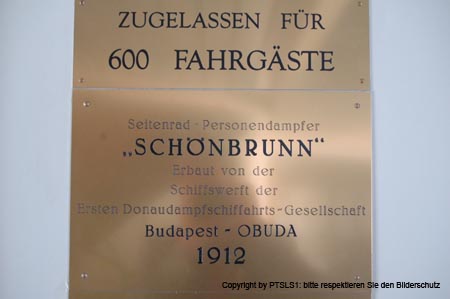 ZUGELASSEN FÜR
600 FAHRGÄSTE
Seitenrad-Personendampfer
„SCHÖNBRUNN“
Erbaut von der
Schiffswerft der
Ersten Donaudampfschiffahrts-Gesellschaft
Budapest - OBUDA
1912
Copyright by PTSLS1: bitte respektieren Sie den Bilderschutz